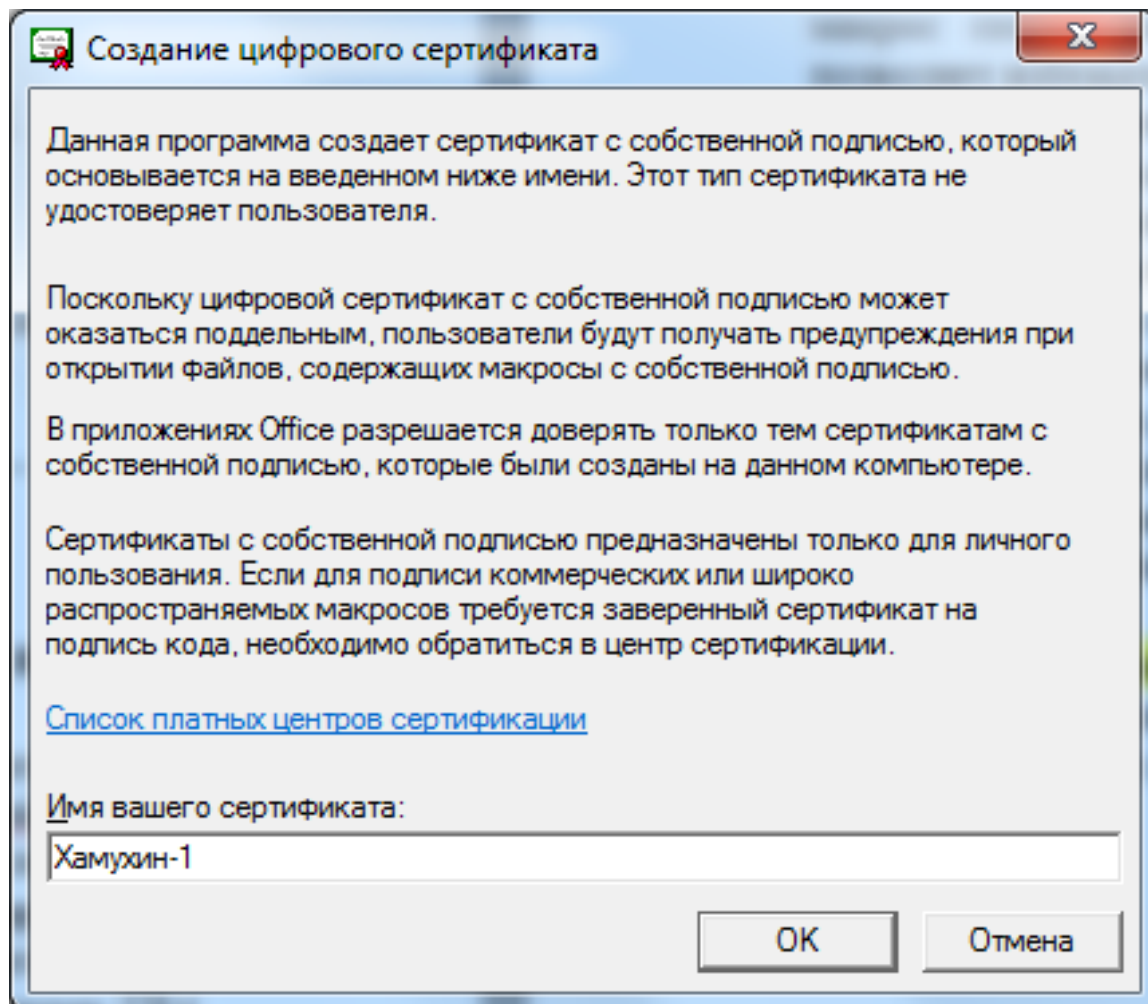 Создание цифрового сертификата
Данная программа создает сертификат с собственной подписью, который
основывается на введенном ниже имени. Этот тип сертификата не
удостоверяет пользователя.
Поскольку цифровой сертификат с собственной подписью может
оказаться поддельным, пользователи будут получать предупреждения при
открытии файлов, содержащих макросы с собственной подписью.
В приложениях Office разрешается доверять только тем сертификатам с
собственной подписью, которые были созданы на данном компьютере.
Сертификаты с собственной подписью предназначены только для личного
пользования. Если для подписи коммерческих или широко
распространяемых макросов требуется заверенный сертификат на
подпись кода, необходимо обратиться в центр сертификации.
Список платных центров сертификации
Имя вашего сертификата:
Хамухин-1
OK Отмена